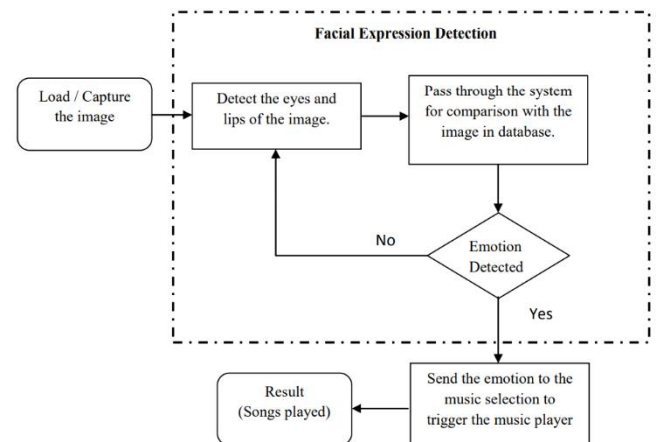 Facial Expression Detection
Load / Capture
the image
Detect the eyes and
lips of the image.
Pass through the system
for comparison with the
image in database.
Emotion
Detected
No
Yes
Send the emotion to the
music selection to
trigger the music player
Result
(Songs played)